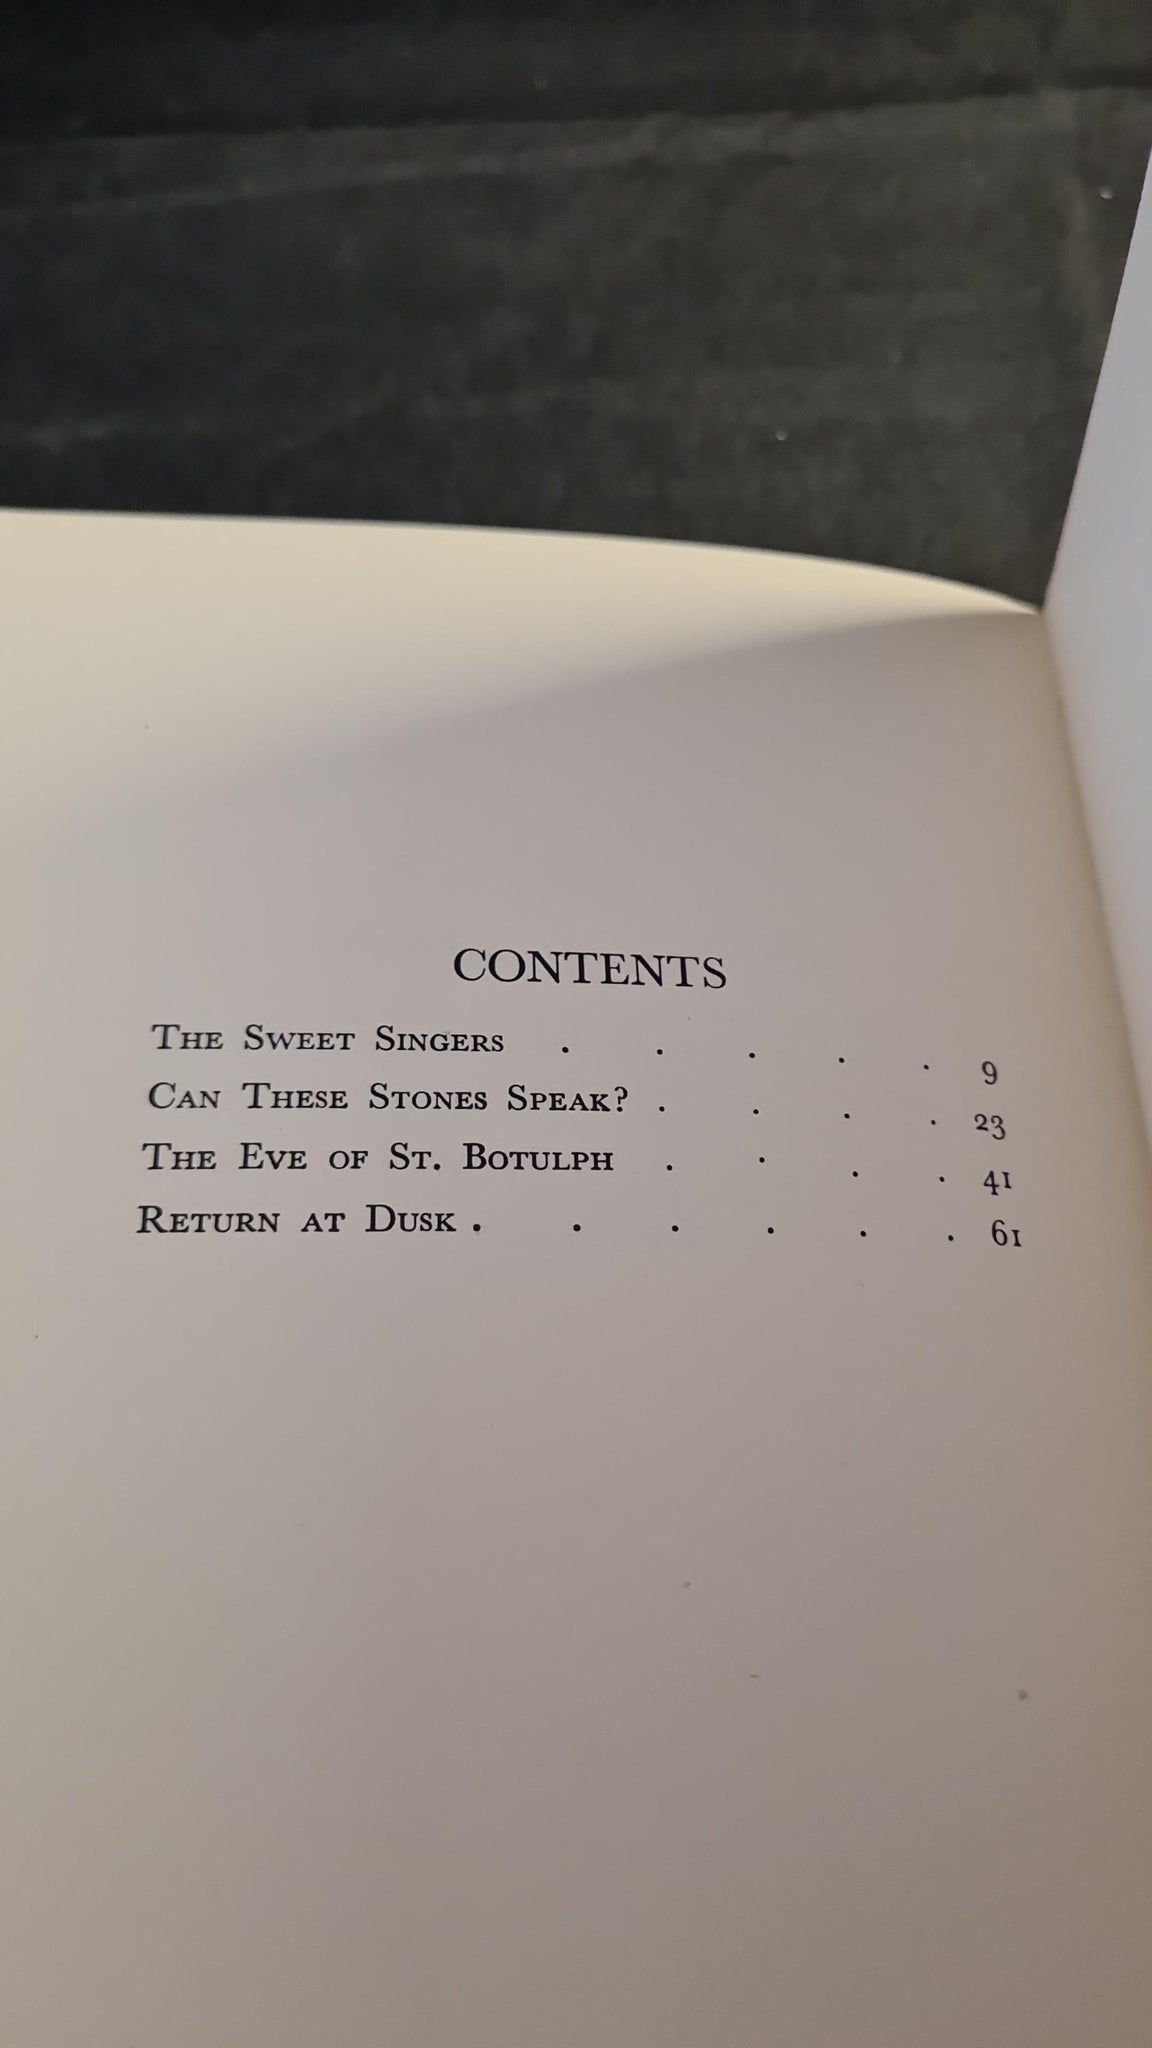 CONTENTS
The Sweet Singers . . . . . 9
Can These Stones Speak? . . . . 23
The Eve of St. Botulph . . . . 41
Return at Dusk . . . . . . 61